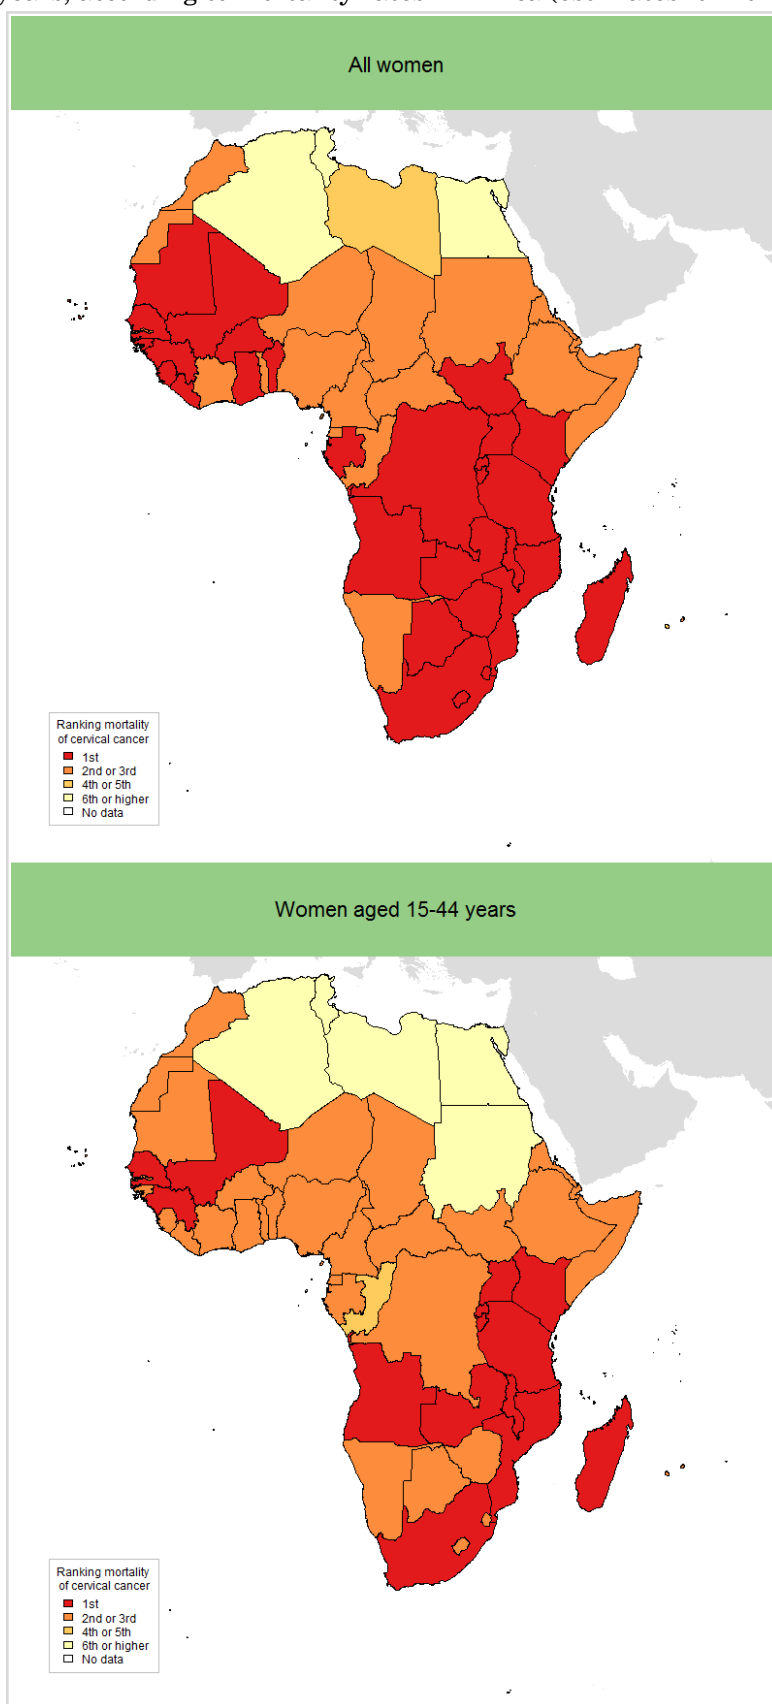 All women
Ranking mortality
of cervical cancer
1st
2nd or 3rd
4th or 5th
6th or higher
No data
Women aged 15-44 years
Ranking mortality
of cervical cancer
1st
2nd or 3rd
4th or 5th
6th or higher
No data